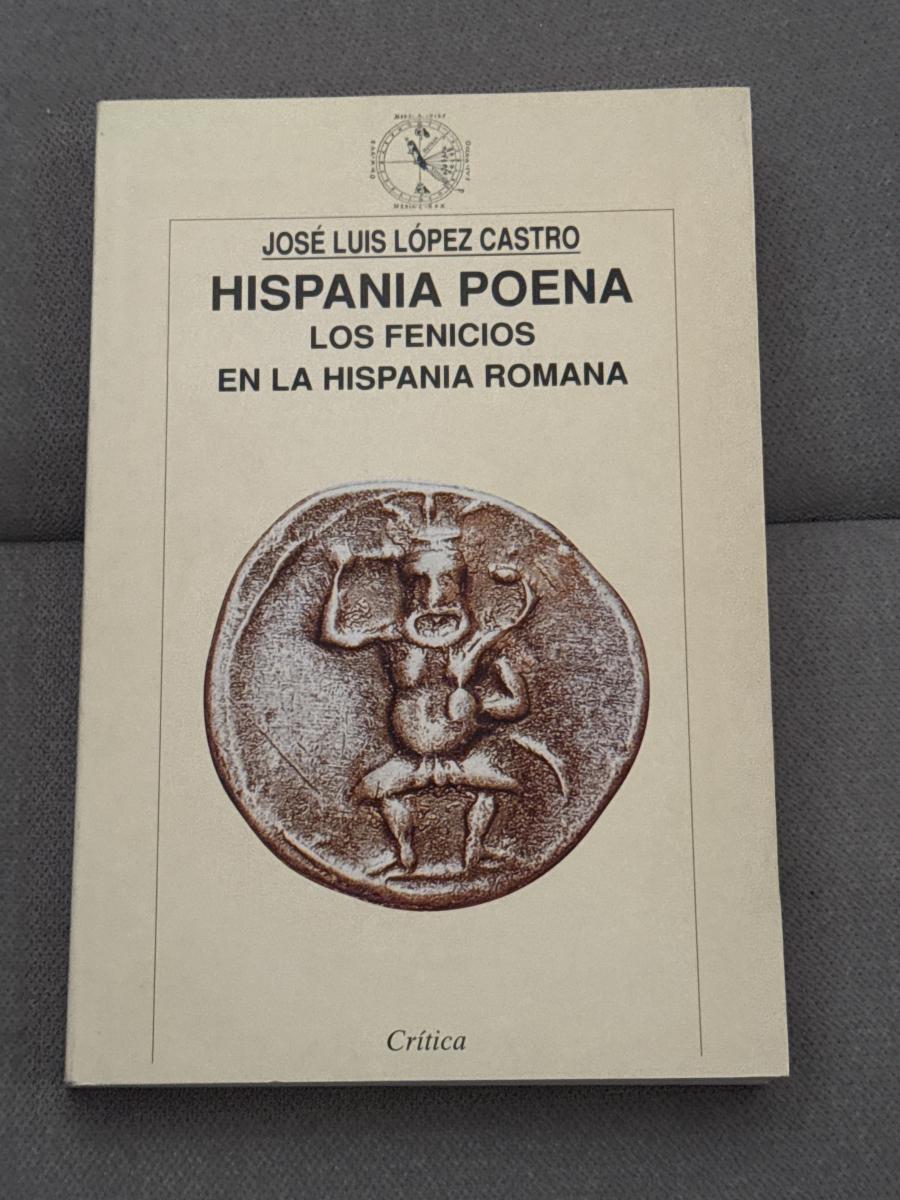 JOSÉ LUIS LÓPEZ CASTRO
HISPANIA POENA
LOS FENICIOS
EN LA HISPANIA ROMANA
Crítica